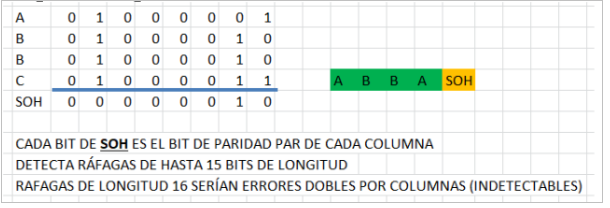 A 0 1 0 0 0 0 0 1
B 0 1 0 0 0 0 1 0
B 0 1 0 0 0 0 1 0
C 0 1 0 0 0 0 1 1 A B B A SOH
SOH 0 0 0 0 0 0 1 0
CADA BIT DE SOH ES EL BIT DE PARIDAD PAR DE CADA COLUMNA
DETECTA RÁFAGAS DE HASTA 15 BITS DE LONGITUD
RAFAGAS DE LONGITUD 16 SERÍAN ERRORES DOBLES POR COLUMNAS (INDETECTABLES)